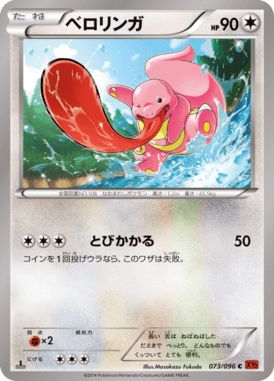 たね ベロリンガ HP90
全国図鑑NO.108 なめまわしポケモン 高さ:1.2m 重さ:65.5kg
とびかかる 50
コインを1回投げウラなら、このワザは失敗。
弱点 ×2 抵抗力
にげる
舌は ねばねばした
だえきで べっとり。どんなものでも
くっついて とても 便利。
Illus.Masakazu Fukuda
073/096 C XY3
©2014 Pokémon/Nintendo/Creatures/GAME FREAK.